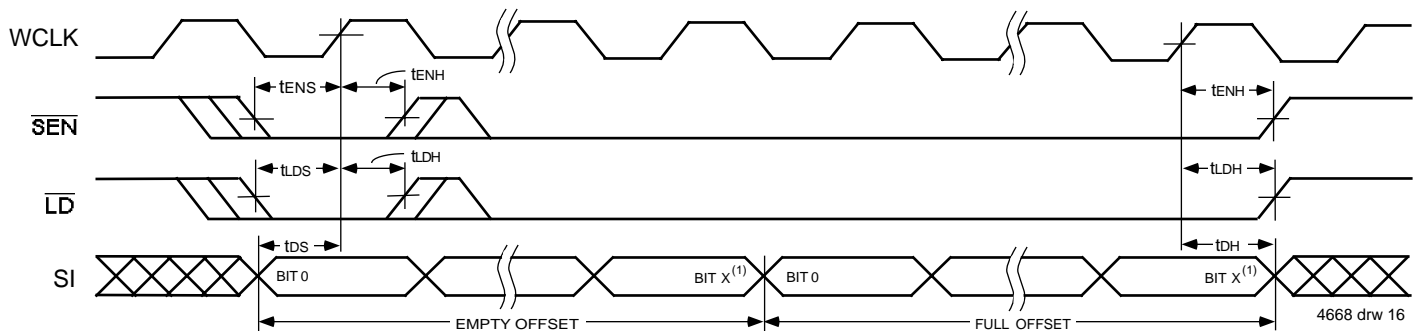 WCLK
tENS
tENH
tENH
SEN
tLDS
tLDH
tLDH
LD
tDS
tDH
SI
BIT 0
BIT X(1)
BIT 0
BIT X(1)
EMPTY OFFSET
FULL OFFSET
4668 drw 16